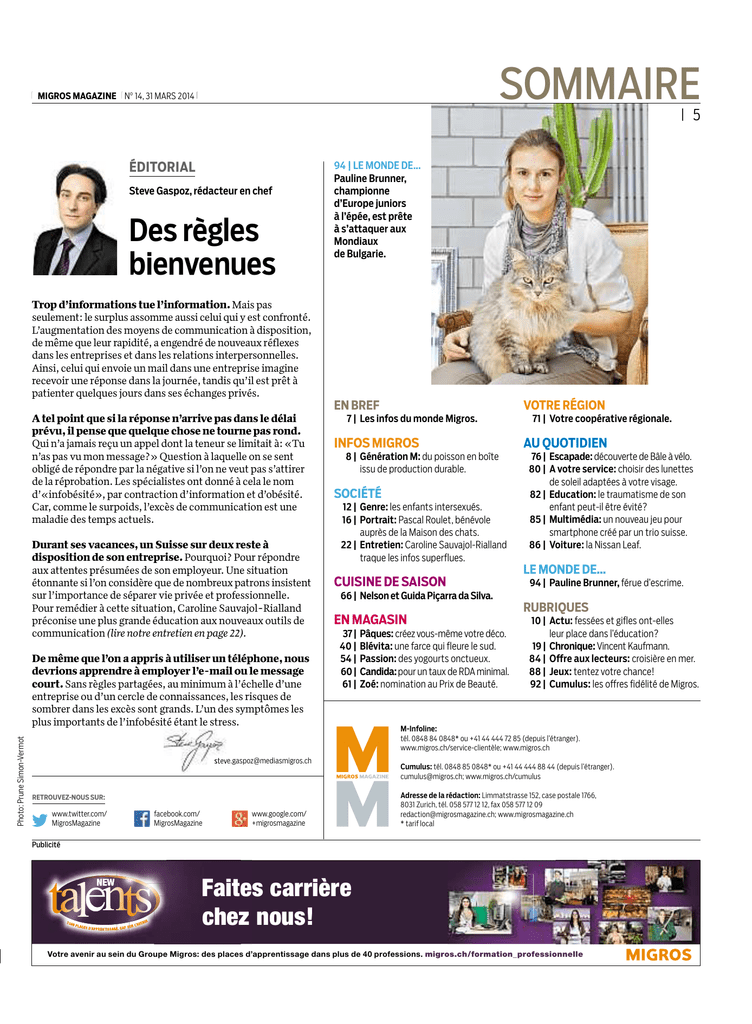 MIGROS MAGAZINE | N° 14, 31 MARS 2014 |
SOMMAIRE
| 5
ÉDITORIAL
Steve Gaspoz, rédacteur en chef
Des règles
bienvenues
Trop d'informations tue l'information. Mais pas
seulement: le surplus assomme aussi celui qui y est confronté.
L'augmentation des moyens de communication à disposition,
de même que leur rapidité, a engendré de nouveaux réflexes
dans les entreprises et dans les relations interpersonnelles.
Ainsi, celui qui envoie un mail dans une entreprise imagine
recevoir une réponse dans la journée, tandis qu'il est prêt à
patienter quelques jours dans ses échanges privés.
A tel point que si la réponse n'arrive pas dans le délai
prévu, il pense que quelque chose ne tourne pas rond.
Qui n'a jamais reçu un appel dont la teneur se limitait à: «Tu
n'as pas vu mon message?» Question à laquelle on se sent
obligé de répondre par la négative si l'on ne veut pas s'attirer
de la réprobation. Les spécialistes ont donné à cela le nom
d'«infobésité», par contraction d'information et d'obésité.
Car, comme le surpoids, l'excès de communication est une
maladie des temps actuels.
Durant ses vacances, un Suisse sur deux reste à
disposition de son entreprise. Pourquoi? Pour répondre
aux attentes présumées de son employeur. Une situation
étonnante si l'on considère que de nombreux patrons insistent
sur l'importance de séparer vie privée et professionnelle.
Pour remédier à cette situation, Caroline Sauvajol-Rialland
préconise une plus grande éducation aux nouveaux outils de
communication (lire notre entretien en page 22).
De même que l'on a appris à utiliser un téléphone, nous
devrions apprendre à employer l'e-mail ou le message
court. Sans règles partagées, au minimum à l'échelle d'une
entreprise ou d'un cercle de connaissances, les risques de
sombrer dans les excès sont grands. L'un des symptômes les
plus importants de l'infobésité étant le stress.
Steve Gaspoz
steve.gaspoz@mediasmigros.ch
RETROUVEZ-NOUS SUR:
www.twitter.com/
MigrosMagazine
facebook.com/
MigrosMagazine
www.google.com/
+migrosmagazine
Photo: Prune Simon-Vermot
94 | LE MONDE DE…
Pauline Brunner,
championne
d'Europe juniors
à l'épée, est prête
à s'attaquer aux
Mondiaux
de Bulgarie.
EN BREF
7 | Les infos du monde Migros.
INFOS MIGROS
8 | Génération M: du poisson en boîte
issu de production durable.
SOCIÉTÉ
12 | Genre: les enfants intersexués.
16 | Portrait: Pascal Roulet, bénévole
auprès de la Maison des chats.
22 | Entretien: Caroline Sauvajol-Rialland
traque les infos superflues.
CUISINE DE SAISON
66 | Nelson et Guida Piçarra da Silva.
EN MAGASIN
37 | Pâques: créez vous-même votre déco.
40 | Blévita: une farce qui fleure le sud.
54 | Passion: des yogourts onctueux.
60 | Candida: pour un taux de RDA minimal.
61 | Zoé: nomination au Prix de Beauté.
VOTRE RÉGION
71 | Votre coopérative régionale.
AU QUOTIDIEN
76 | Escapade: découverte de Bâle à vélo.
80 | A votre service: choisir des lunettes
de soleil adaptées à votre visage.
82 | Education: le traumatisme de son
enfant peut-il être évité?
85 | Multimédia: un nouveau jeu pour
smartphone créé par un trio suisse.
86 | Voiture: la Nissan Leaf.
LE MONDE DE…
94 | Pauline Brunner, férue d'escrime.
RUBRIQUES
10 | Actu: fessées et gifles ont-elles
leur place dans l'éducation?
19 | Chronique: Vincent Kaufmann.
84 | Offre aux lecteurs: croisière en mer.
88 | Jeux: tentez votre chance!
92 | Cumulus: les offres fidélité de Migros.
M
MIGROS MAGAZINE
M-Infoline:
tél. 0848 84 0848* ou +41 44 444 72 85 (depuis l'étranger).
www.migros.ch/service-clientèle; www.migros.ch
Cumulus: tél. 0848 85 0848* ou +41 44 444 88 44 (depuis l'étranger).
cumulus@migros.ch; www.migros.ch/cumulus
Adresse de la rédaction: Limmatstrasse 152, case postale 1766,
8031 Zurich, tél. 058 577 12 12, fax 058 577 12 09
redaction@migrosmagazine.ch; www.migrosmagazine.ch
* tarif local
Publicité
NEW
talents
Faites carrière
chez nous!
Votre avenir au sein du Groupe Migros: des places d'apprentissage dans plus de 40 professions. migros.ch/formation_professionnelle
MIGROS